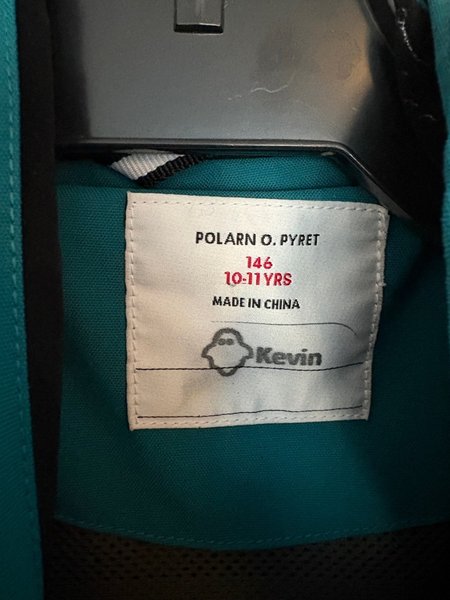 POLARN O. PYRET
146
10-11 YRS
MADE IN CHINA
Kevin